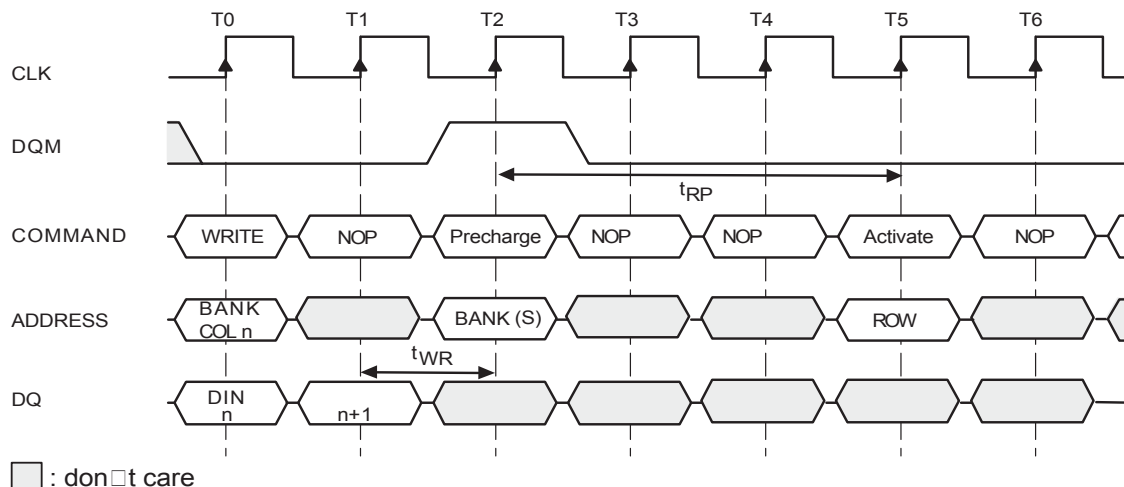 T0 T1 T2 T3 T4 T5 T6
CLK
DQM
tRP
COMMAND WRITE NOP Precharge NOP NOP Activate NOP
ADDRESS BANK COL n BANK (S) ROW
tWR
DQ DIN n n+1
: don□t care